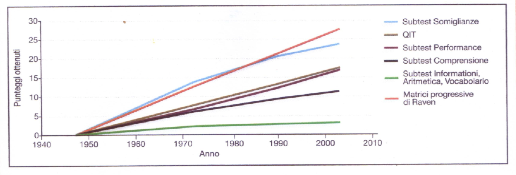 30
25
20
15
10
5
0
Punteggi ottenuti
1940
1950
1960
1970
1980
1990
2000
2010
Anno
Subtest Somiglianze
QIT
Subtest Performance
Subtest Comprensione
Subtest Informationi,
Aritmetica, Vocabolario
Matrici progressive
di Raven